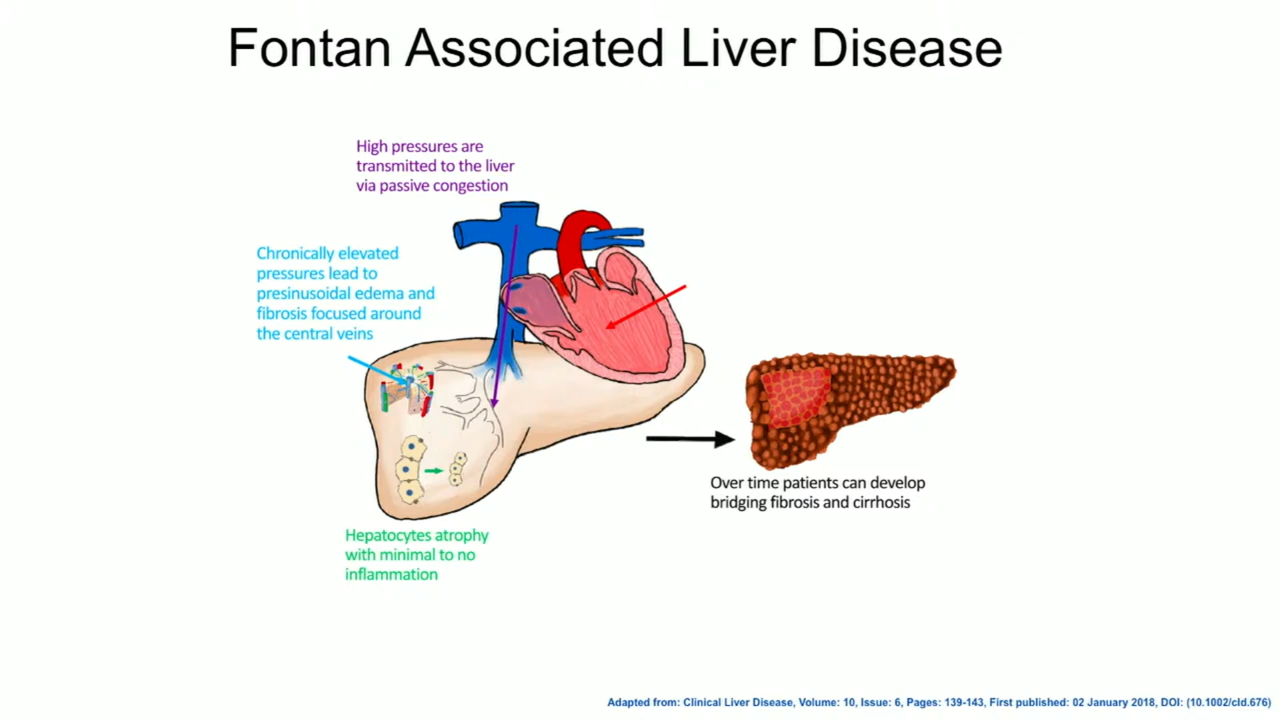 Fontan Associated Liver Disease
High pressures are
transmitted to the liver
via passive congestion
Chronically elevated
pressures lead to
presinusoidal edema and
fibrosis focused around
the central veins
Over time patients can develop
bridging fibrosis and cirrhosis
Hepatocytes atrophy
with minimal to no
inflammation
Adapted from: Clinical Liver Disease, Volume: 10, Issue: 6, Pages: 139-143, First published: 02 January 2018, DOI: (10.1002/cld.676)